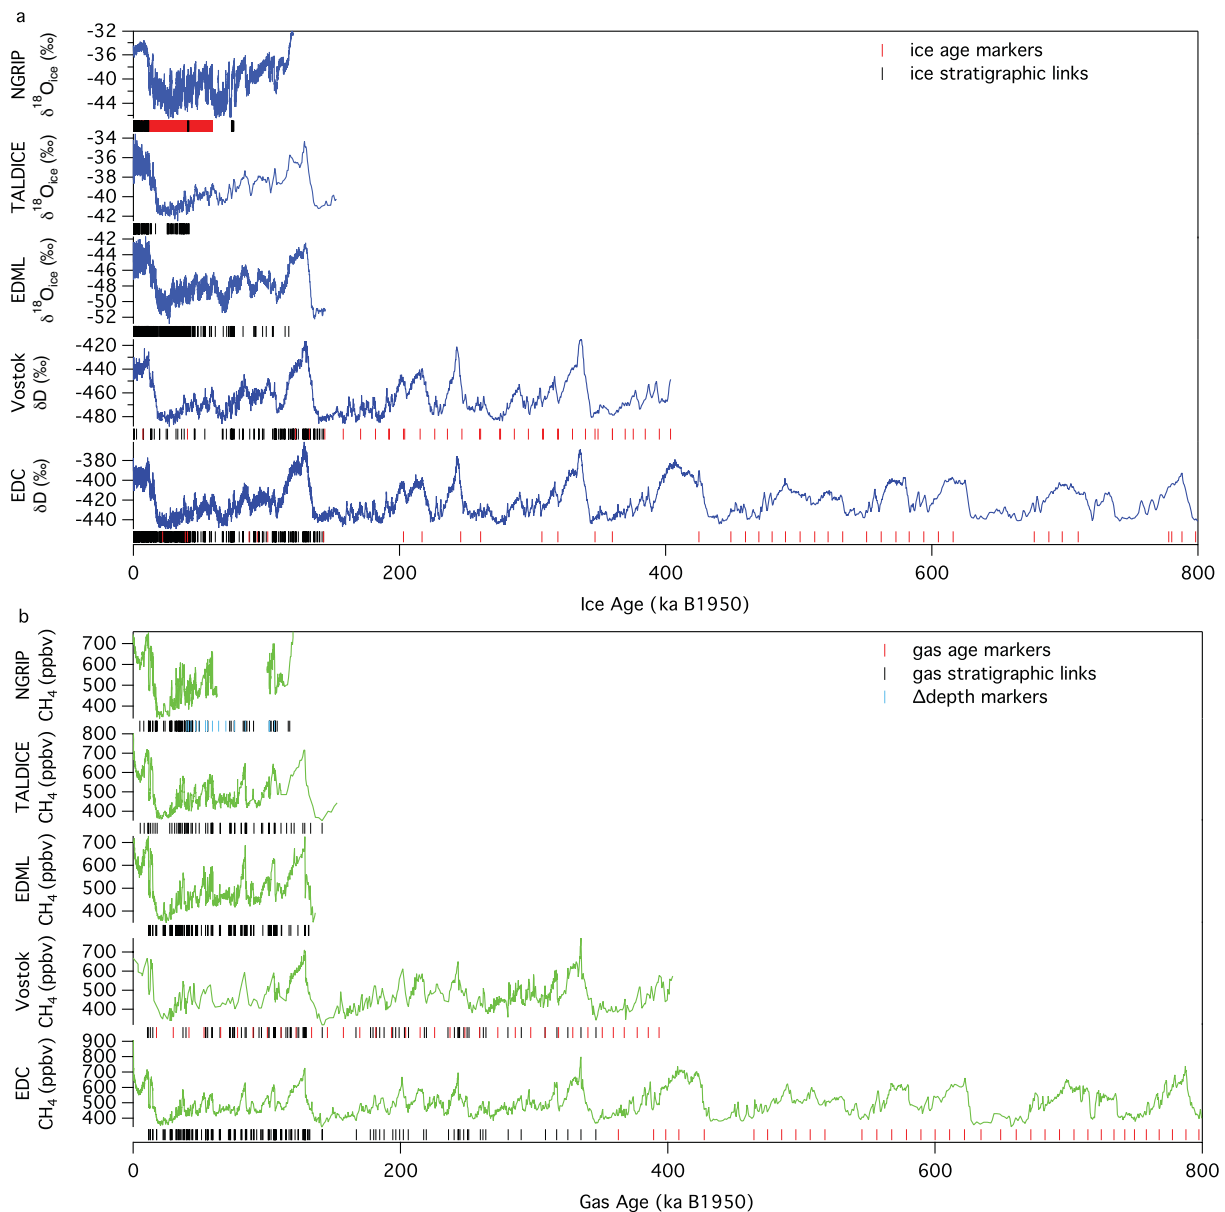 a
ice age markers
ice stratigraphic links
NGRIP
δ¹⁸O_ice (‰)
-32
-36
-40
-44
TALDICE
δ¹⁸O_ice (‰)
-34
-36
-38
-40
-42
EDML
δ¹⁸O_ice (‰)
-42
-44
-46
-48
-50
-52
Vostok
δD (‰)
-420
-440
-460
-480
EDC
δD (‰)
-380
-400
-420
-440
0 200 400 600 800
Ice Age (ka B1950)
b
gas age markers
gas stratigraphic links
Δdepth markers
NGRIP
CH₄ (ppbv)
700
600
500
400
TALDICE
CH₄ (ppbv)
800
700
600
500
400
EDML
CH₄ (ppbv)
700
600
500
400
Vostok
CH₄ (ppbv)
700
600
500
400
EDC
CH₄ (ppbv)
900
800
700
600
500
400
0 200 400 600 800
Gas Age (ka B1950)